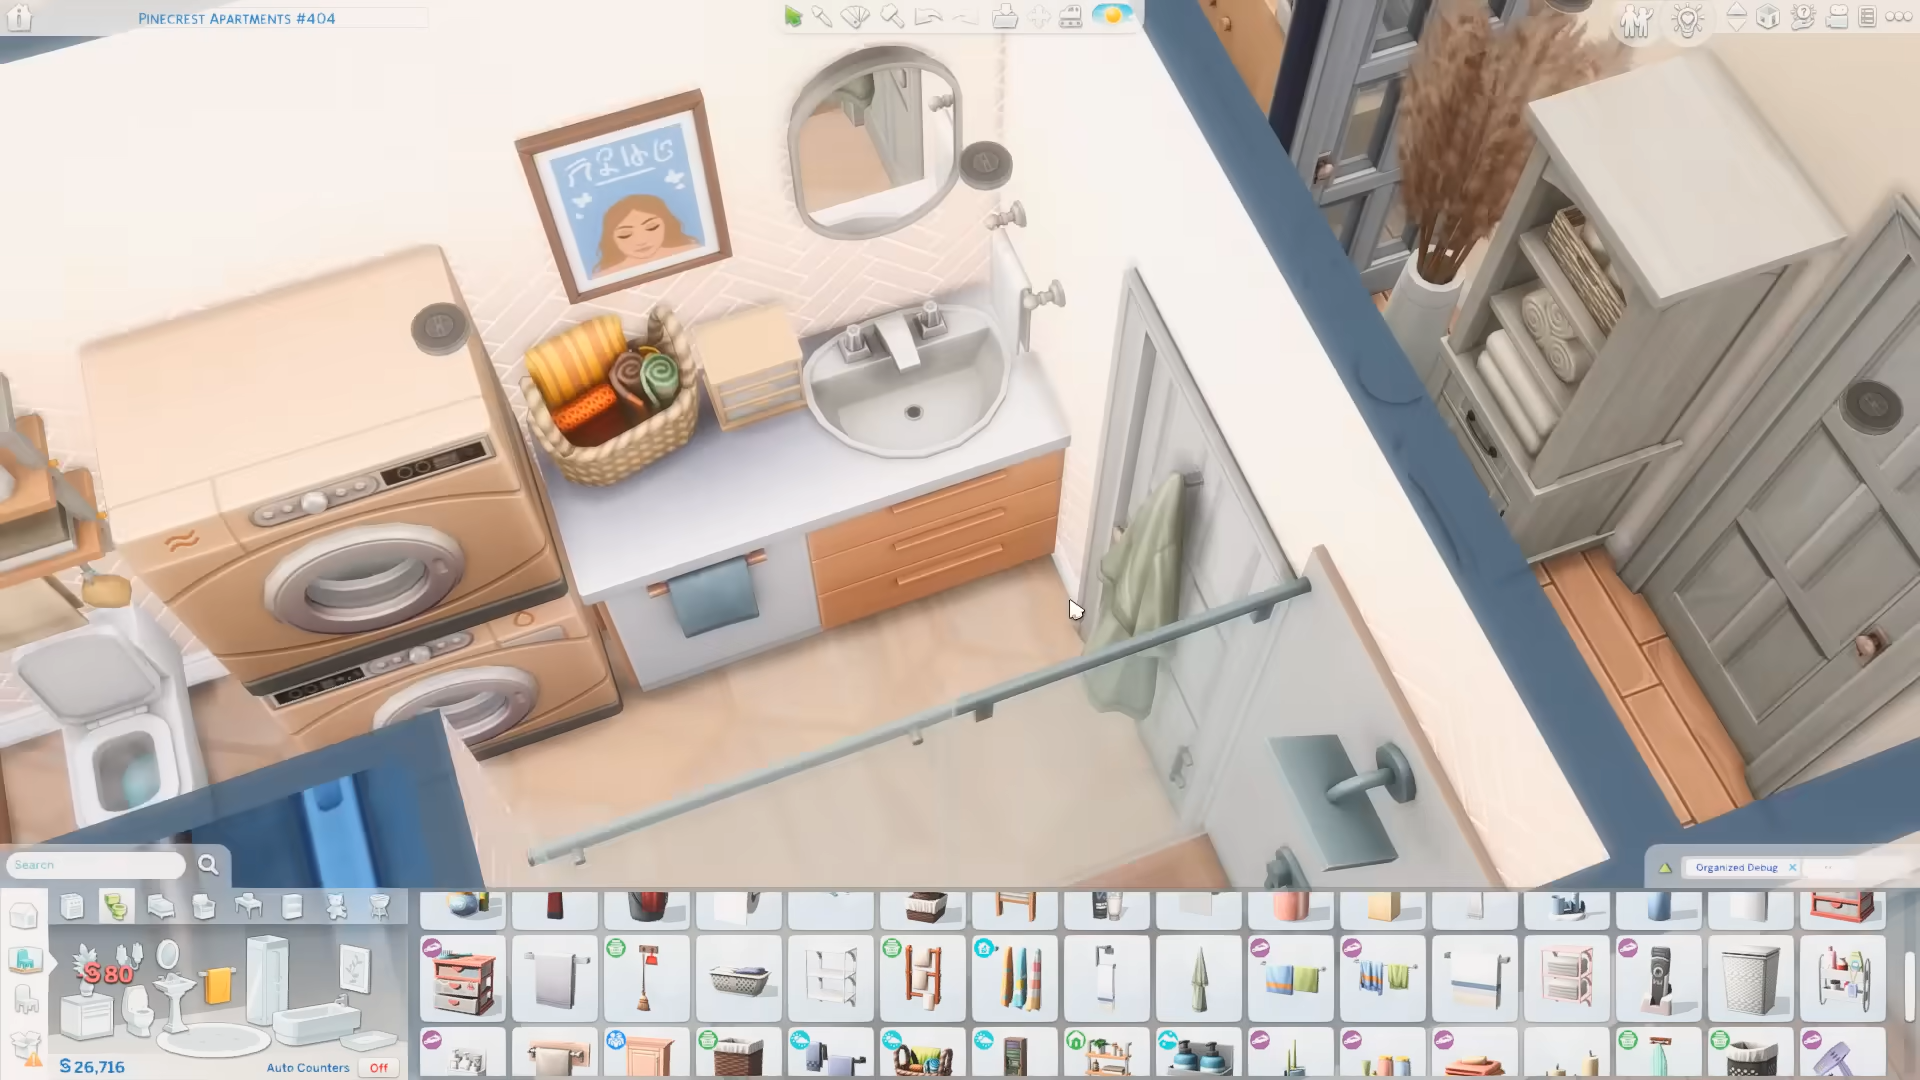 Pinecrest Apartments #404
Search
Organized Debug
§80
§26,716
Auto Counters
Off